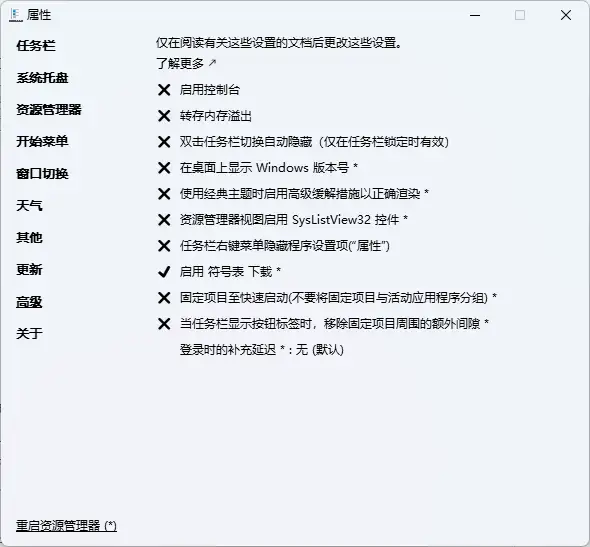 属性
任务栏
系统托盘
资源管理器
开始菜单
窗口切换
天气
其他
更新
高级
关于
仅在阅读有关这些设置的文档后更改这些设置。
了解更多 ↗
启用控制台
转存内存溢出
双击任务栏切换自动隐藏（仅在任务栏锁定时有效）
在桌面上显示 Windows 版本号 *
使用经典主题时启用高级缓解措施以正确渲染 *
资源管理器视图启用 SysListView32 控件 *
任务栏右键菜单隐藏程序设置项(“属性”)
启用 符号表 下载 *
固定项目至快速启动(不要将固定项目与活动应用程序分组) *
当任务栏显示按钮标签时，移除固定项目周围的额外间隙 *
登录时的补充延迟 * : 无 (默认)
重启资源管理器 (*)